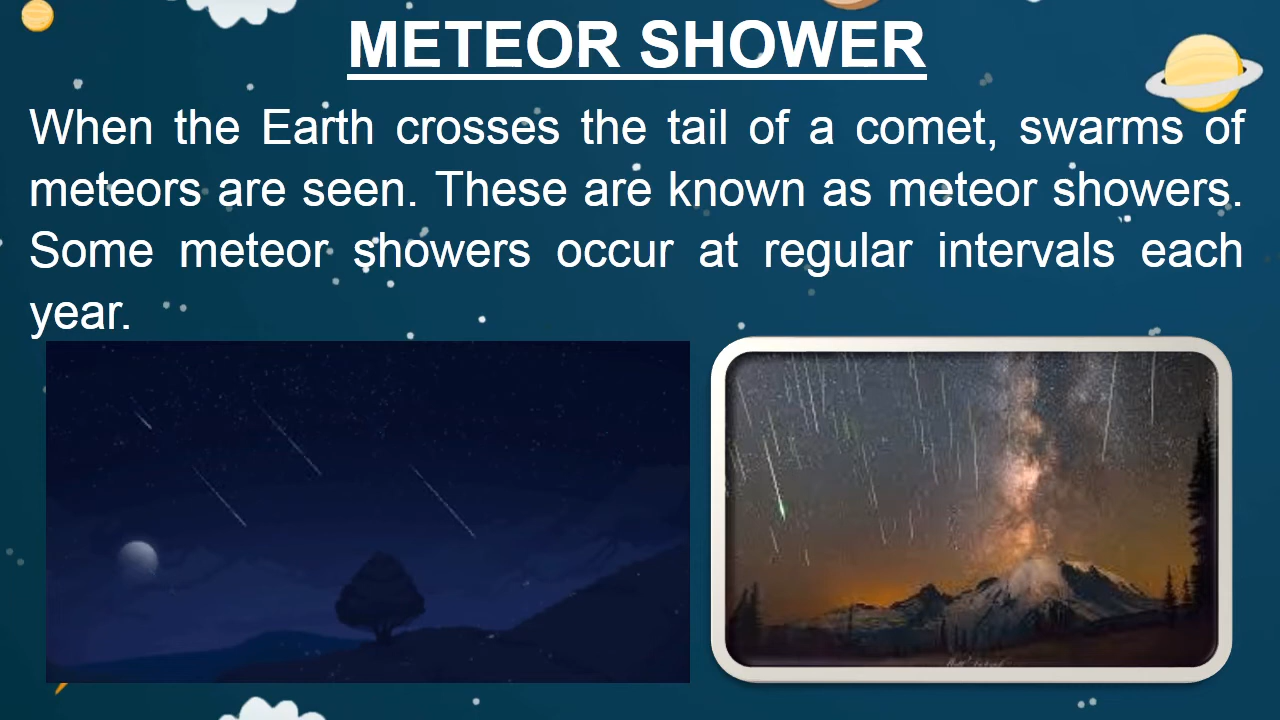 METEOR SHOWER
When the Earth crosses the tail of a comet, swarms of
meteors are seen. These are known as meteor showers.
Some meteor showers occur at regular intervals each
year.